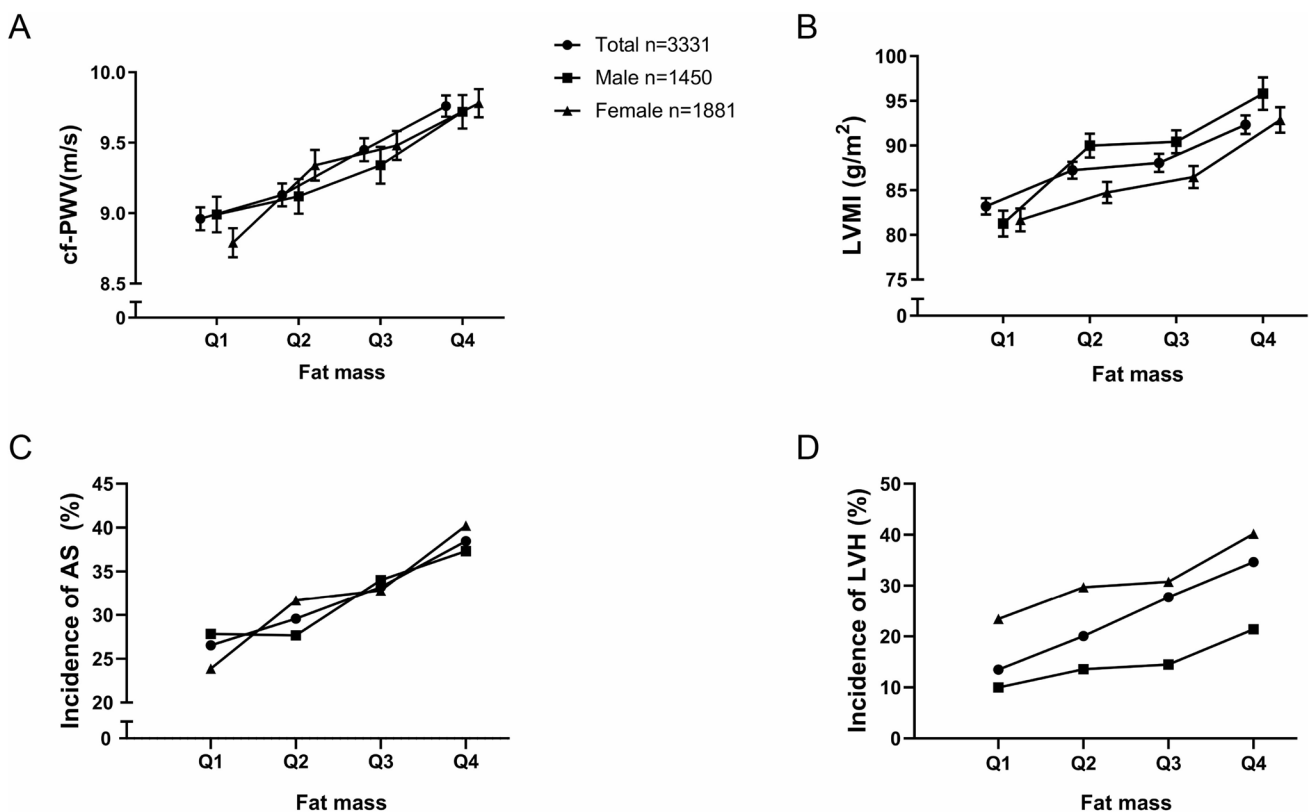 A
Total n=3331
Male n=1450
Female n=1881
cf-PWV(m/s)
10.0
9.5
9.0
8.5
0
Q1 Q2 Q3 Q4
Fat mass
B
LVMI (g/m²)
100
95
90
85
80
75
0
Q1 Q2 Q3 Q4
Fat mass
C
Incidence of AS (%)
45
40
35
30
25
20
0
Q1 Q2 Q3 Q4
Fat mass
D
Incidence of LVH (%)
50
40
30
20
10
0
Q1 Q2 Q3 Q4
Fat mass